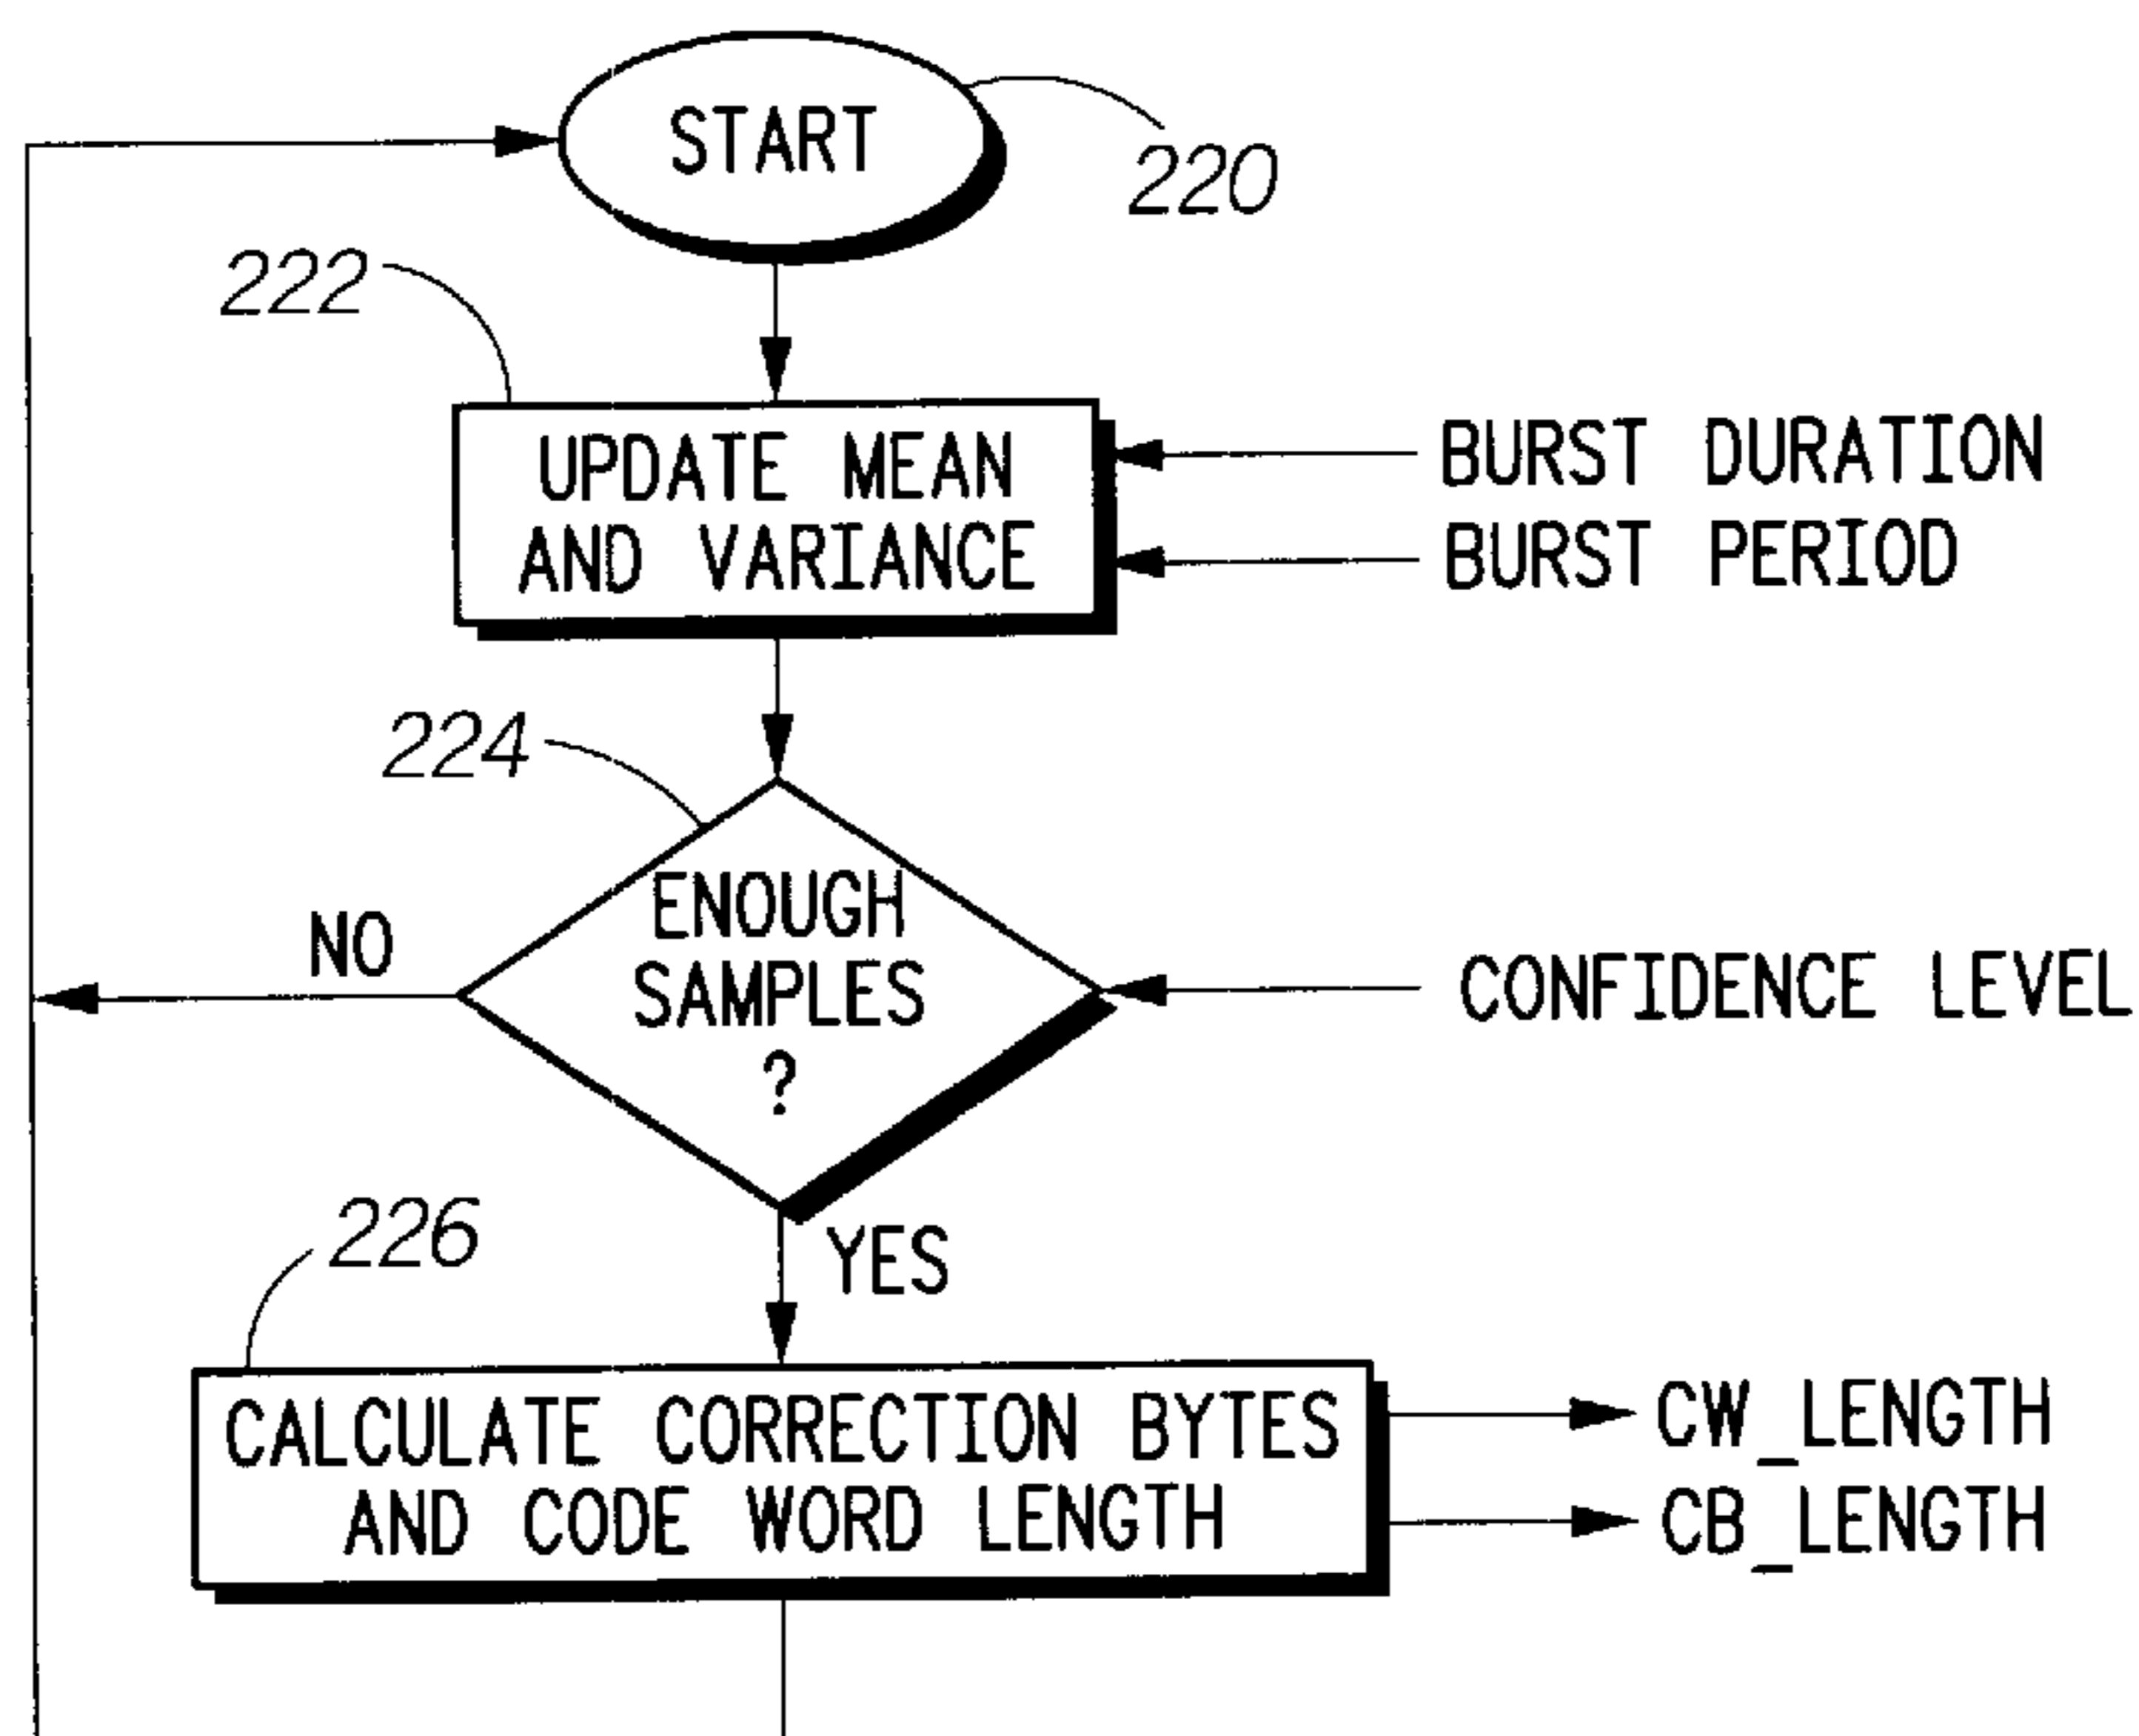 START
220
222
UPDATE MEAN
AND VARIANCE
BURST DURATION
BURST PERIOD
224
ENOUGH
SAMPLES
?
NO
CONFIDENCE LEVEL
YES
226
CALCULATE CORRECTION BYTES
AND CODE WORD LENGTH
CW_LENGTH
CB_LENGTH